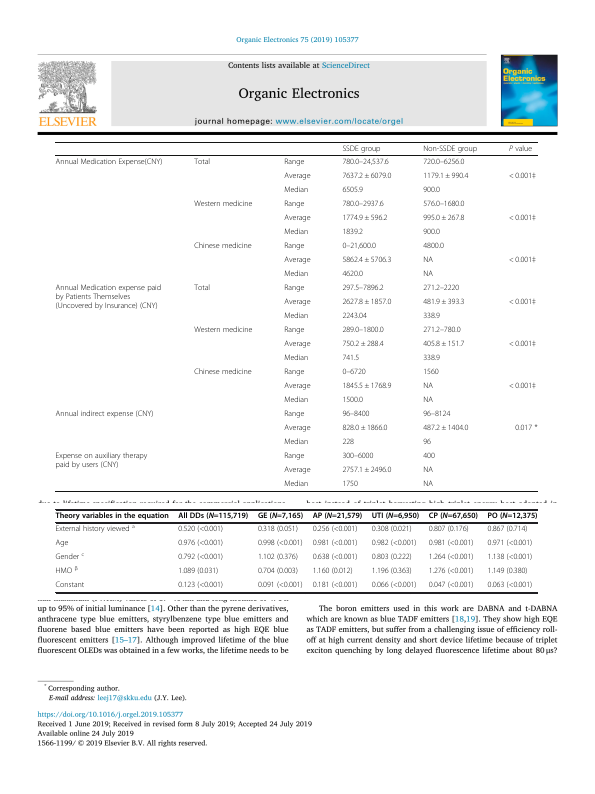 Organic Electronics 75 (2019) 105377
Contents lists available at ScienceDirect
Organic Electronics
journal homepage: www.elsevier.com/locate/orgel
ELSEVIER
Organic
Electronics
SSDE group Non-SSDE group P value
Annual Medication Expense(CNY) Total Range 780.0–24,537.6 720.0–6256.0
Average 7637.2 ± 6079.0 1179.1 ± 990.4 < 0.001‡
Median 6505.9 900.0
Western medicine Range 780.0–2937.6 576.0–1680.0
Average 1774.9 ± 596.2 995.0 ± 267.8 < 0.001‡
Median 1839.2 900.0
Chinese medicine Range 0–21,600.0 4800.0
Average 5862.4 ± 5706.3 NA < 0.001‡
Median 4620.0 NA
Annual Medication expense paid
by Patients Themselves
(Uncovered by Insurance) (CNY) Total Range 297.5–7896.2 271.2–2220
Average 2627.8 ± 1857.0 481.9 ± 393.3 < 0.001‡
Median 2243.04 338.9
Western medicine Range 289.0–1800.0 271.2–780.0
Average 750.2 ± 288.4 405.8 ± 151.7 < 0.001‡
Median 741.5 338.9
Chinese medicine Range 0–6720 1560
Average 1845.5 ± 1768.9 NA < 0.001‡
Median 1500.0 NA
Annual indirect expense (CNY) Range 96–8400 96–8124
Average 828.0 ± 1866.0 487.2 ± 1404.0 0.017 *
Median 228 96
Expense on auxiliary therapy
paid by users (CNY) Range 300–6000 400
Average 2757.1 ± 2496.0 NA
Median 1750 NA
Theory variables in the equation All DDs (N=115,719) GE (N=7,165) AP (N=21,579) UTI (N=6,950) CP (N=67,650) PO (N=12,375)
External history viewed a 0.520 (<0.001) 0.318 (0.051) 0.256 (<0.001) 0.308 (0.021) 0.807 (0.176) 0.867 (0.714)
Age 0.976 (<0.001) 0.998 (<0.001) 0.981 (<0.001) 0.982 (<0.001) 0.981 (<0.001) 0.971 (<0.001)
Gender c 0.792 (<0.001) 1.102 (0.376) 0.638 (<0.001) 0.803 (0.222) 1.264 (<0.001) 1.138 (<0.001)
HMO β 1.089 (0.031) 0.704 (0.003) 1.160 (0.012) 1.196 (0.363) 1.276 (<0.001) 1.149 (0.380)
Constant 0.123 (<0.001) 0.091 (<0.001) 0.181 (<0.001) 0.066 (<0.001) 0.047 (<0.001) 0.063 (<0.001)
up to 95% of initial luminance [14]. Other than the pyrene derivatives,
anthracene type blue emitters, styrylbenzene type blue emitters and
fluorene based blue emitters have been reported as high EQE blue
fluorescent emitters [15–17]. Although improved lifetime of the blue
fluorescent OLEDs was obtained in a few works, the lifetime needs to be
The boron emitters used in this work are DABNA and t-DABNA
which are known as blue TADF emitters [18,19]. They show high EQE
as TADF emitters, but suffer from a challenging issue of efficiency roll-
off at high current density and short device lifetime because of triplet
exciton quenching by long delayed fluorescence lifetime about 80 μs?
* Corresponding author.
E-mail address: leej17@skku.edu (J.Y. Lee).
https://doi.org/10.1016/j.orgel.2019.105377
Received 1 June 2019; Received in revised form 8 July 2019; Accepted 24 July 2019
Available online 24 July 2019
1566-1199/ © 2019 Elsevier B.V. All rights reserved.